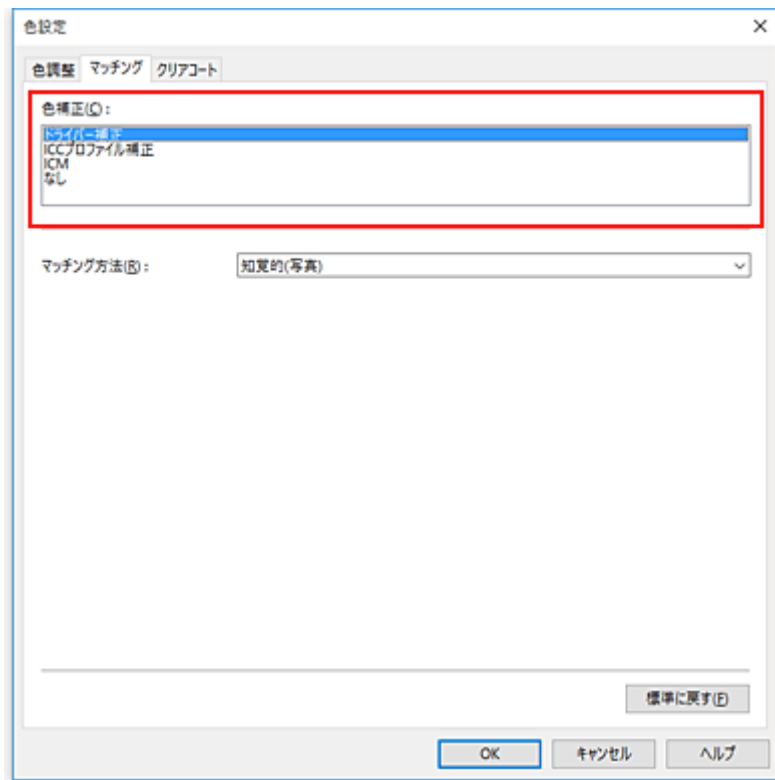 色設定
色調整 マッチング クリアコート
色補正(C):
ドライバー補正
ICCプロファイル補正
ICM
なし
マッチング方法(R): 知覚的(写真)
標準に戻す(F)
OK キャンセル ヘルプ